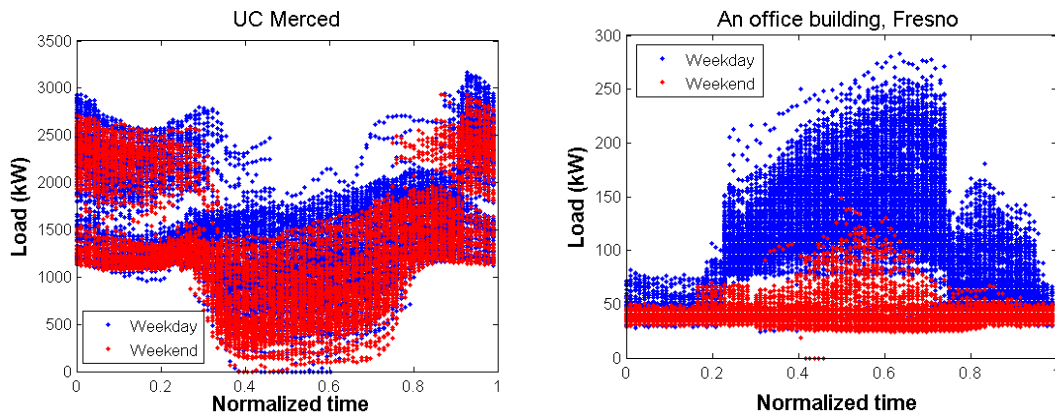 UC Merced
Load (kW)
3500
3000
2500
2000
1500
1000
500
0
Weekday
Weekend
0
0.2
0.4
0.6
0.8
1
Normalized time
An office building, Fresno
Load (kW)
300
250
200
150
100
50
0
Weekday
Weekend
0
0.2
0.4
0.6
0.8
1
Normalized time